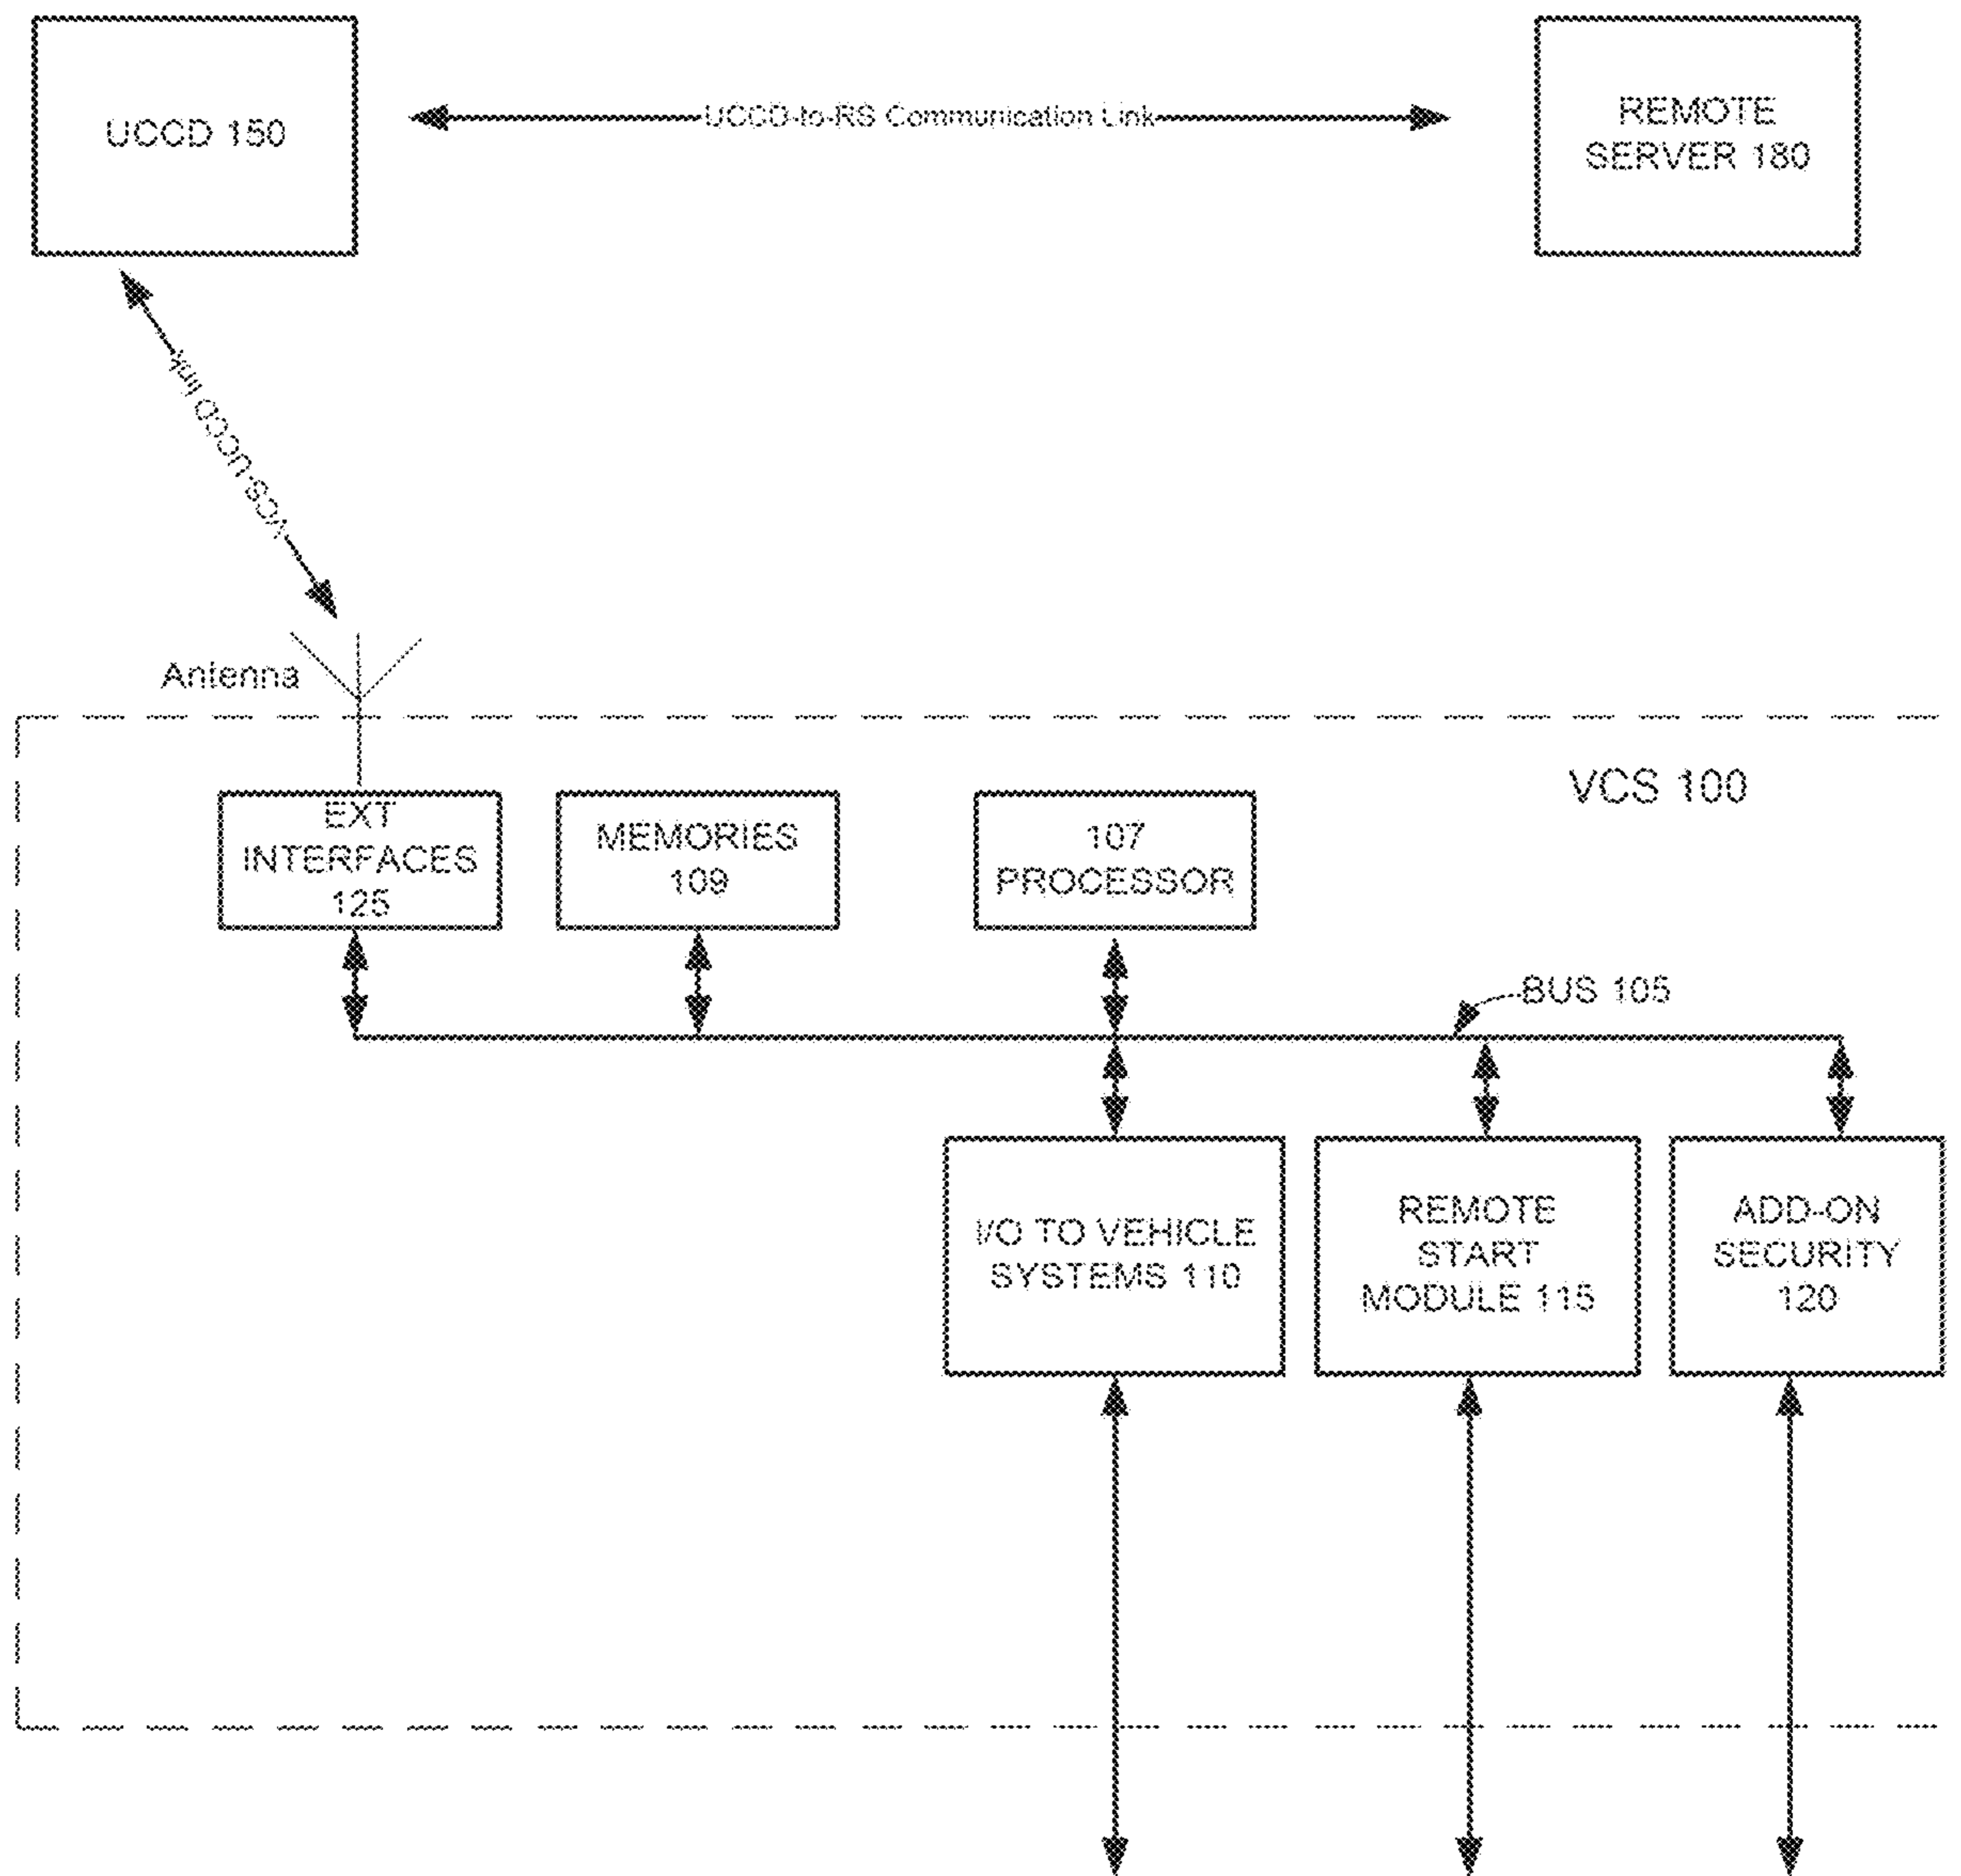 UCCD 150
UCCD-to-RS Communication Link
REMOTE
SERVER 180
VCS-UCCD link
Antenna
VCS 100
EXT
INTERFACES
125
MEMORIES
109
107
PROCESSOR
BUS 105
I/O TO VEHICLE
SYSTEMS 110
REMOTE
START
MODULE 115
ADD-ON
SECURITY
120